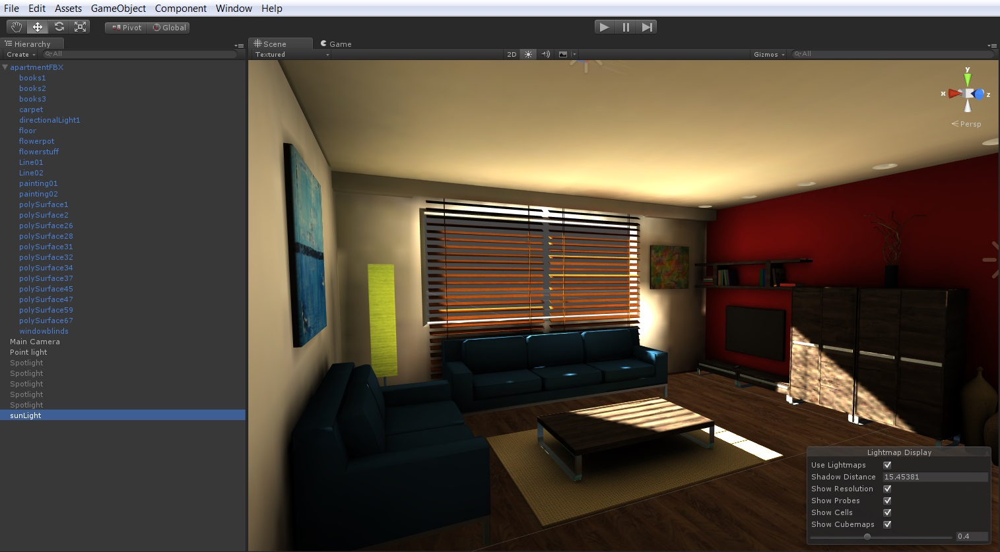 File Edit Assets GameObject Component Window Help
Pivot Global
Hierarchy
Create All
Scene Game
Textured 2D Gizmos All
apartmentFBX
books1
books2
books3
carpet
directionalLight1
floor
flowerpot
flowerstuff
Line01
Line02
painting01
painting02
polySurface1
polySurface2
polySurface26
polySurface28
polySurface31
polySurface32
polySurface34
polySurface37
polySurface45
polySurface47
polySurface59
polySurface67
windowblinds
Main Camera
Point light
Spotlight
Spotlight
Spotlight
Spotlight
Spotlight
sunLight
y
x z
Persp
Lightmap Display
Use Lightmaps
Shadow Distance 15.45381
Show Resolution
Show Probes
Show Cells
Show Cubemaps
0.4